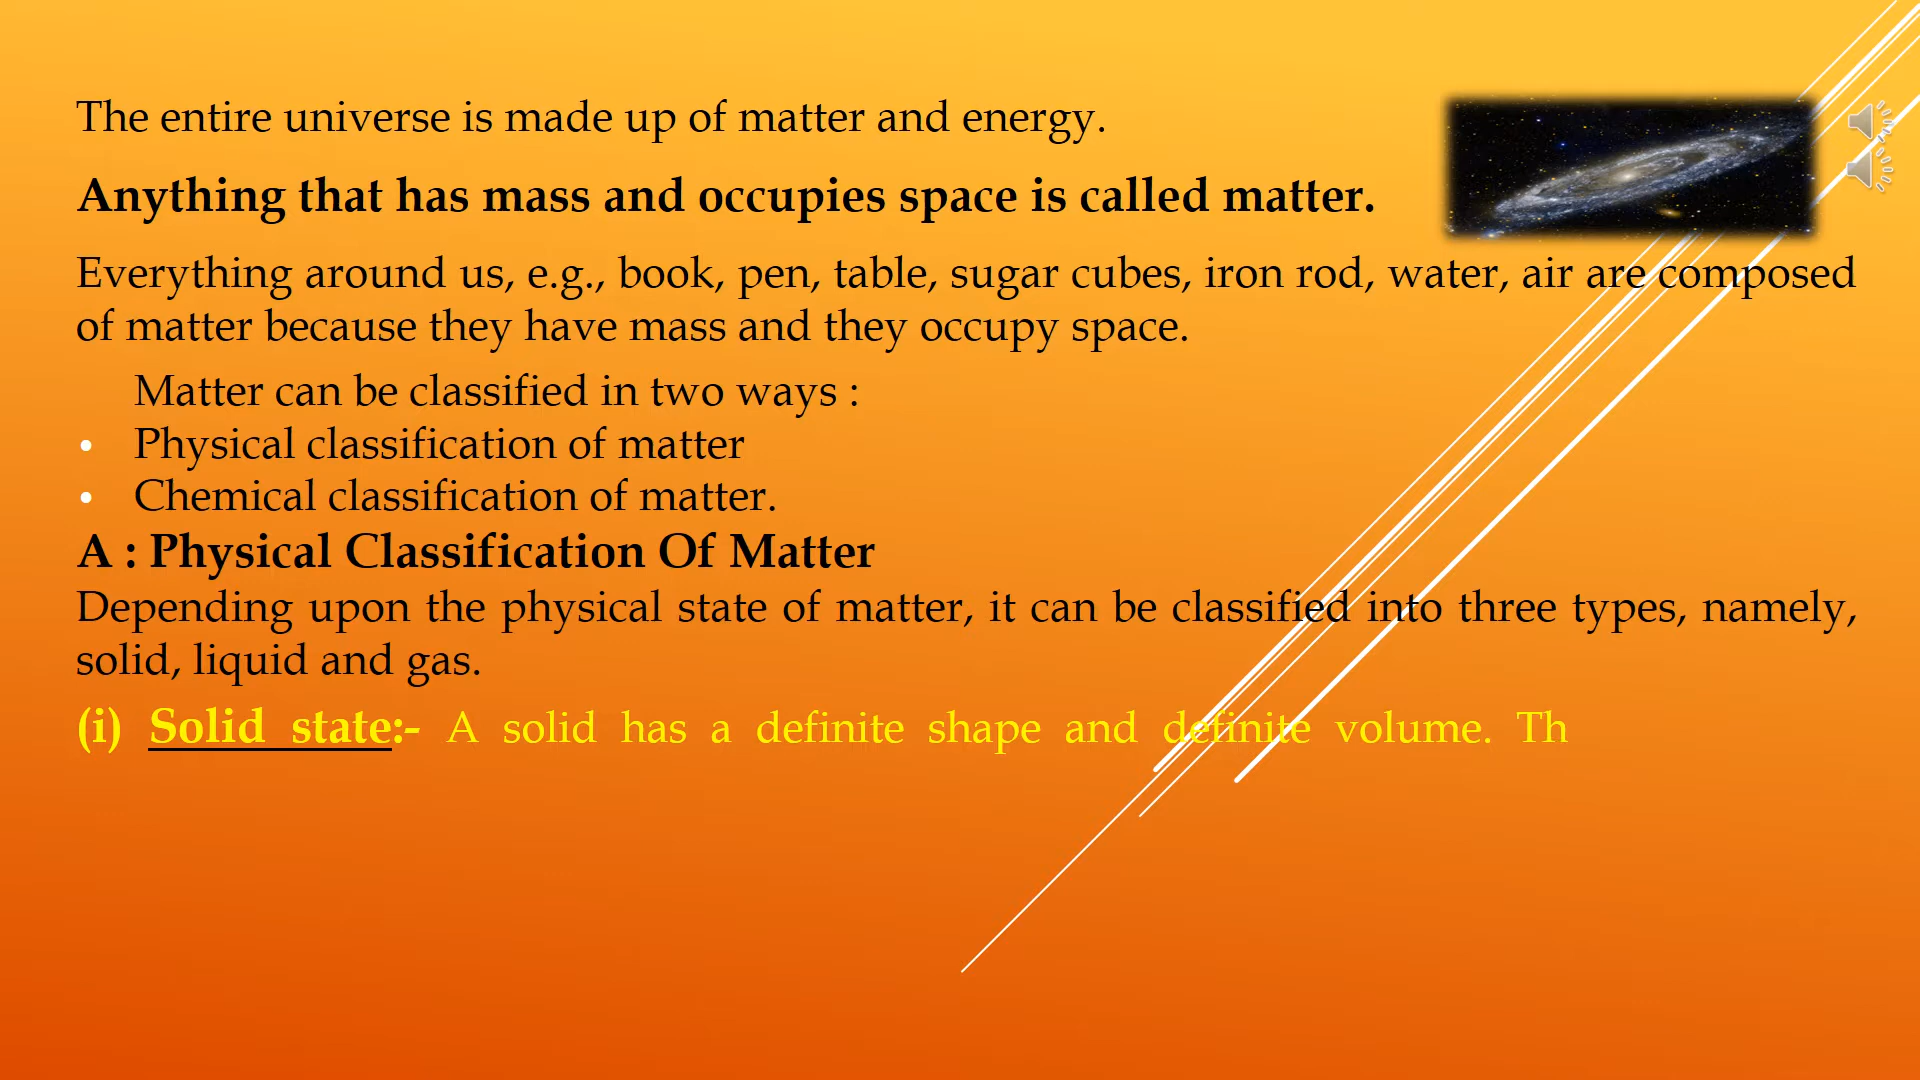 The entire universe is made up of matter and energy.
Anything that has mass and occupies space is called matter.
Everything around us, e.g., book, pen, table, sugar cubes, iron rod, water, air are composed
of matter because they have mass and they occupy space.
Matter can be classified in two ways :
• Physical classification of matter
• Chemical classification of matter.
A : Physical Classification Of Matter
Depending upon the physical state of matter, it can be classified into three types, namely,
solid, liquid and gas.
(i) Solid state:- A solid has a definite shape and definite volume. Th